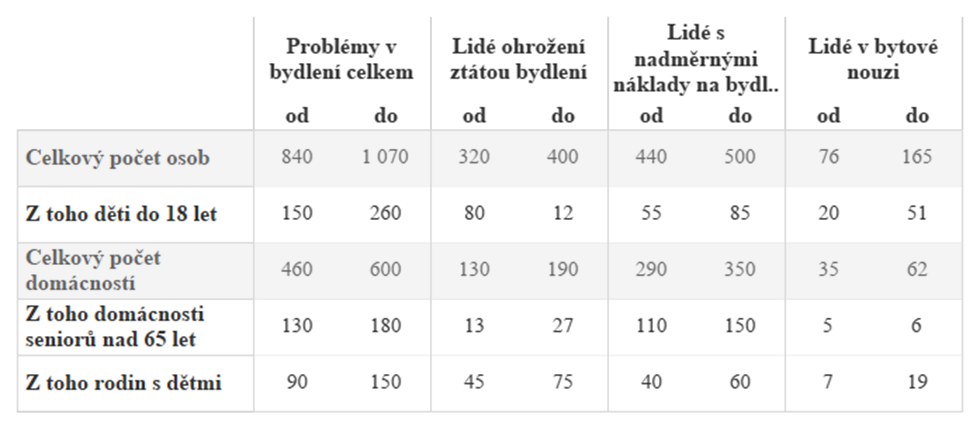 Problémy v bydlení celkem | Lidé ohrožení ztátou bydlení | Lidé s nadměrnými náklady na bydl.. | Lidé v bytové nouzi
od do od do od do od do
Celkový počet osob 840 1 070 320 400 440 500 76 165
Z toho děti do 18 let 150 260 80 12 55 85 20 51
Celkový počet domácností 460 600 130 190 290 350 35 62
Z toho domácnosti seniorů nad 65 let 130 180 13 27 110 150 5 6
Z toho rodin s dětmi 90 150 45 75 40 60 7 19